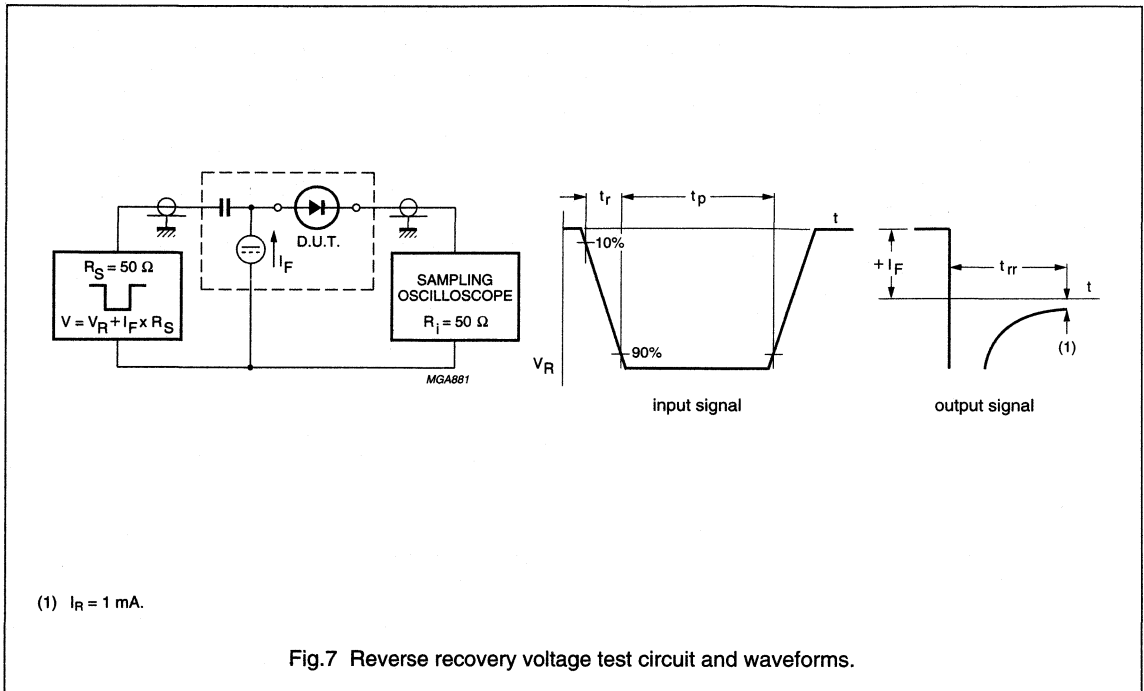 R_S = 50 Ω
V = V_R + I_F x R_S
I_F
D.U.T.
SAMPLING
OSCILLOSCOPE
R_i = 50 Ω
MGA881
t_r
t_p
t
10%
90%
V_R
input signal
+ I_F
t_rr
t
(1)
output signal
(1) I_R = 1 mA.
Fig.7 Reverse recovery voltage test circuit and waveforms.